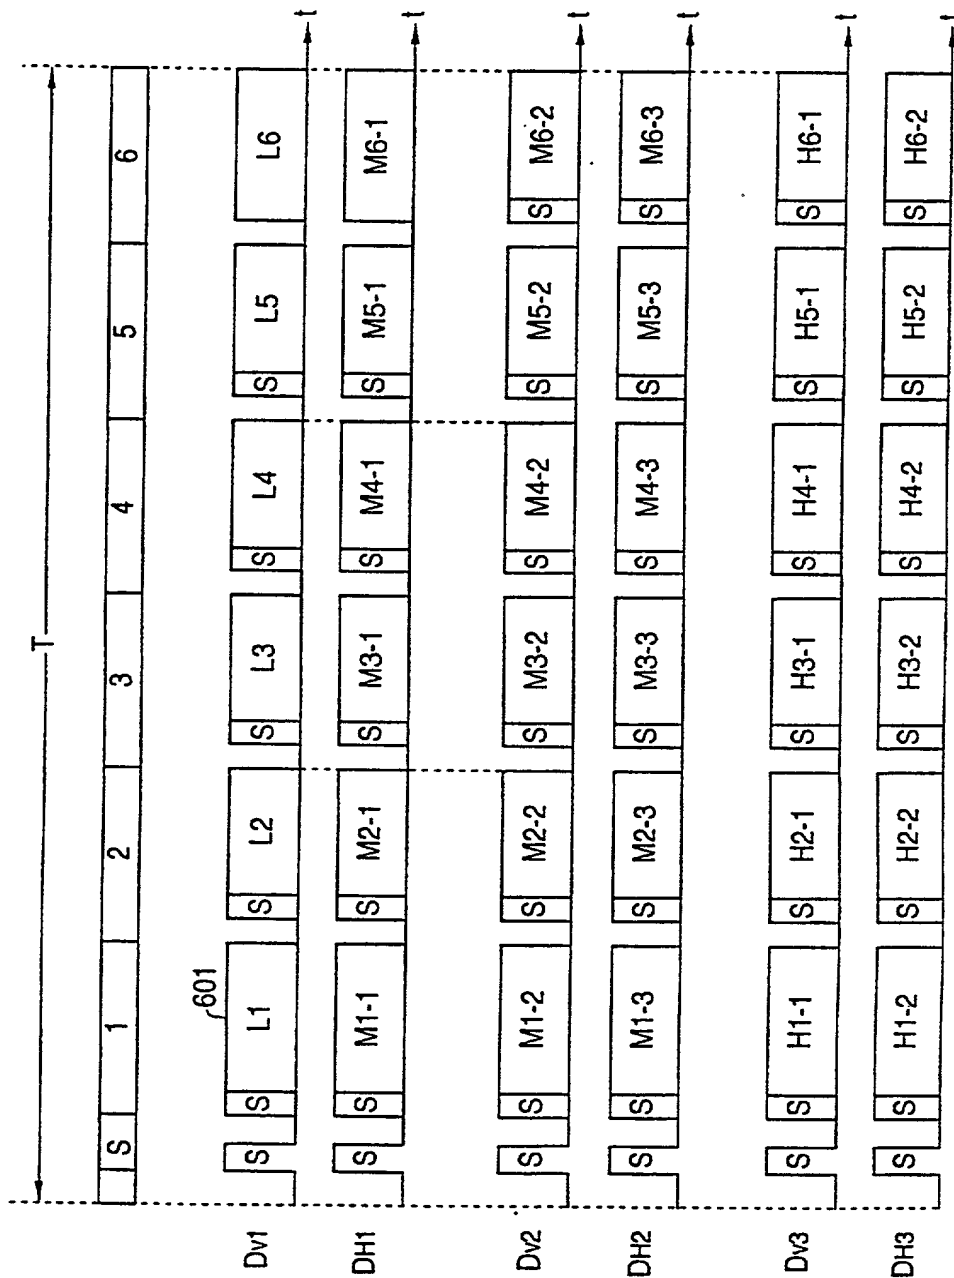 T
S 1 2 3 4 5 6
601
Dv1 S S L1 S L2 S L3 S L4 S L5 L6 t
DH1 S S M1-1 S M2-1 S M3-1 S M4-1 S M5-1 M6-1 t
Dv2 S S M1-2 S M2-2 S M3-2 S M4-2 S M5-2 S M6-2 t
DH2 S S M1-3 S M2-3 S M3-3 S M4-3 S M5-3 S M6-3 t
Dv3 S S H1-1 S H2-1 S H3-1 S H4-1 S H5-1 S H6-1 t
DH3 S S H1-2 S H2-2 S H3-2 S H4-2 S H5-2 S H6-2 t